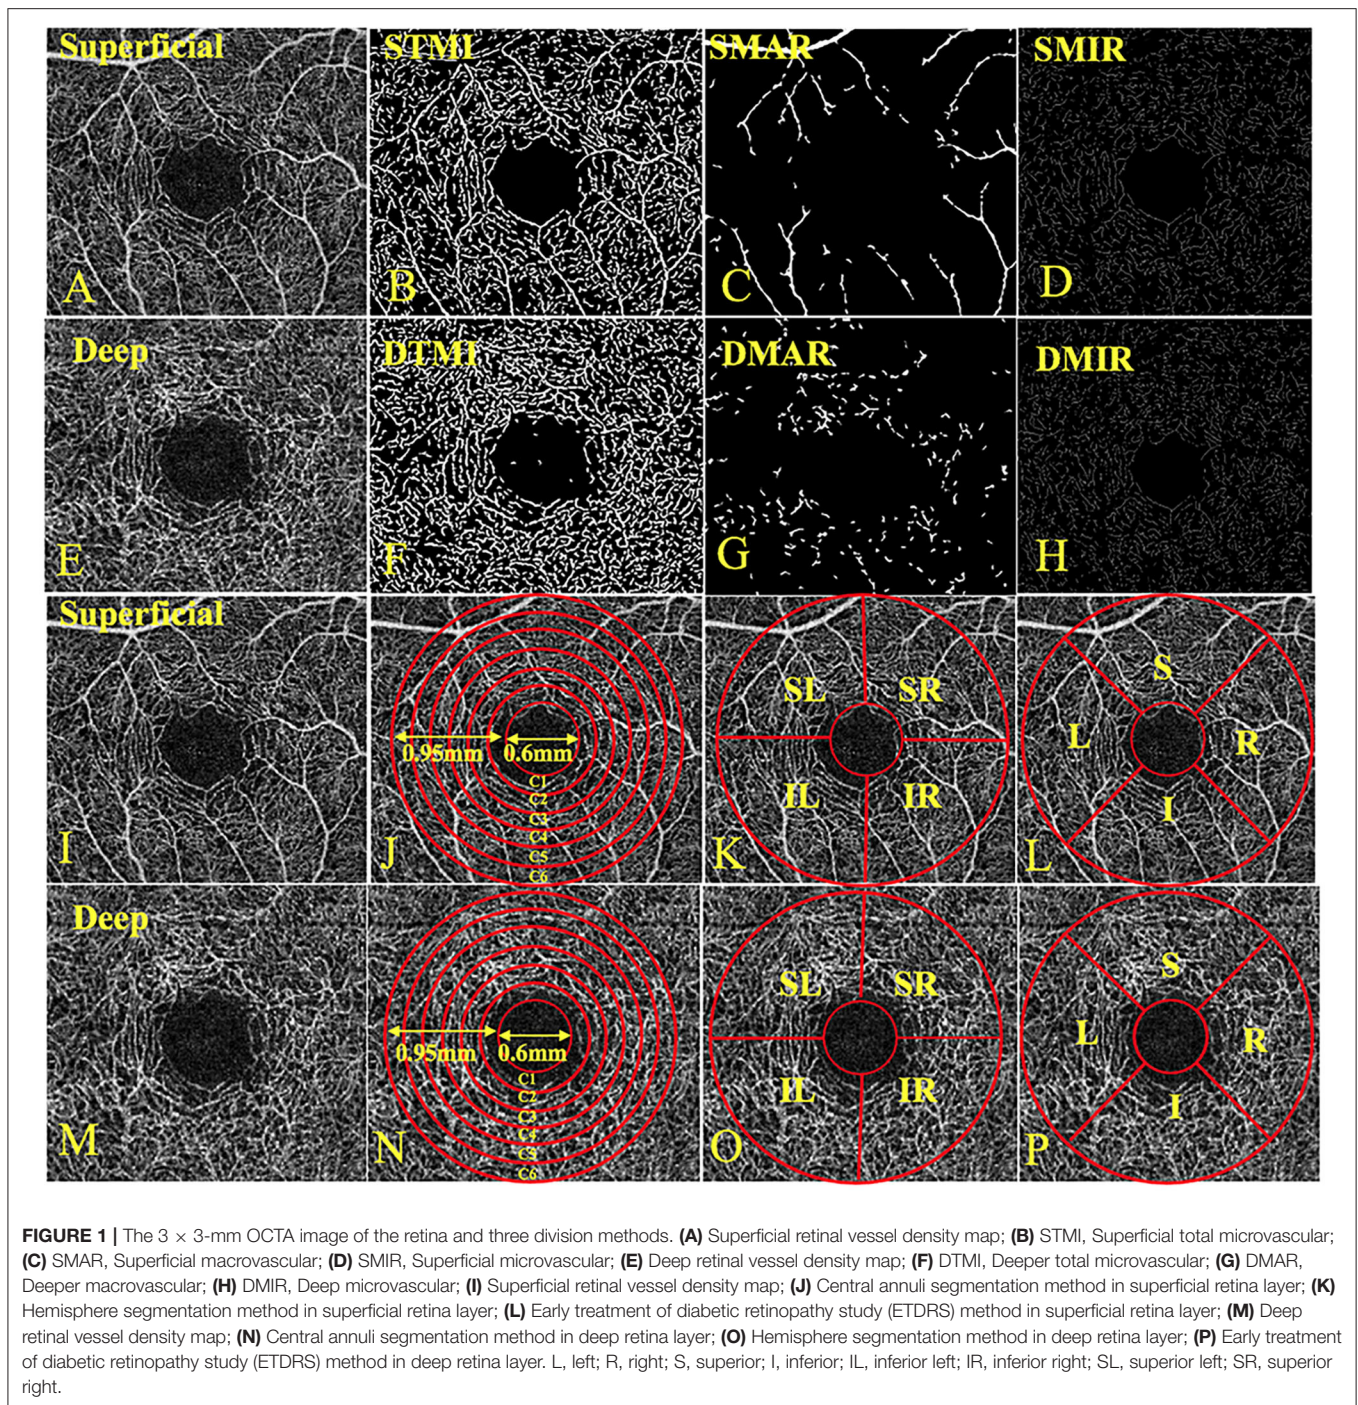 Superficial STMI SMAR SMIR
A B C D
Deep DTMI DMAR DMIR
E F G H
Superficial
SL SR S
L R
0.95mm 0.6mm
C1
C2
C3
C4
C5
C6
IL IR I
I J K L
Deep
SL SR S
L R
0.95mm 0.6mm
C1
C2
C3
C4
C5
C6
IL IR I
M N O P
FIGURE 1 | The 3 × 3-mm OCTA image of the retina and three division methods. (A) Superficial retinal vessel density map; (B) STMI, Superficial total microvascular;
(C) SMAR, Superficial macrovascular; (D) SMIR, Superficial microvascular; (E) Deep retinal vessel density map; (F) DTMI, Deeper total microvascular; (G) DMAR,
Deeper macrovascular; (H) DMIR, Deep microvascular; (I) Superficial retinal vessel density map; (J) Central annuli segmentation method in superficial retina layer; (K)
Hemisphere segmentation method in superficial retina layer; (L) Early treatment of diabetic retinopathy study (ETDRS) method in superficial retina layer; (M) Deep
retinal vessel density map; (N) Central annuli segmentation method in deep retina layer; (O) Hemisphere segmentation method in deep retina layer; (P) Early treatment
of diabetic retinopathy study (ETDRS) method in deep retina layer. L, left; R, right; S, superior; I, inferior; IL, inferior left; IR, inferior right; SL, superior left; SR, superior
right.